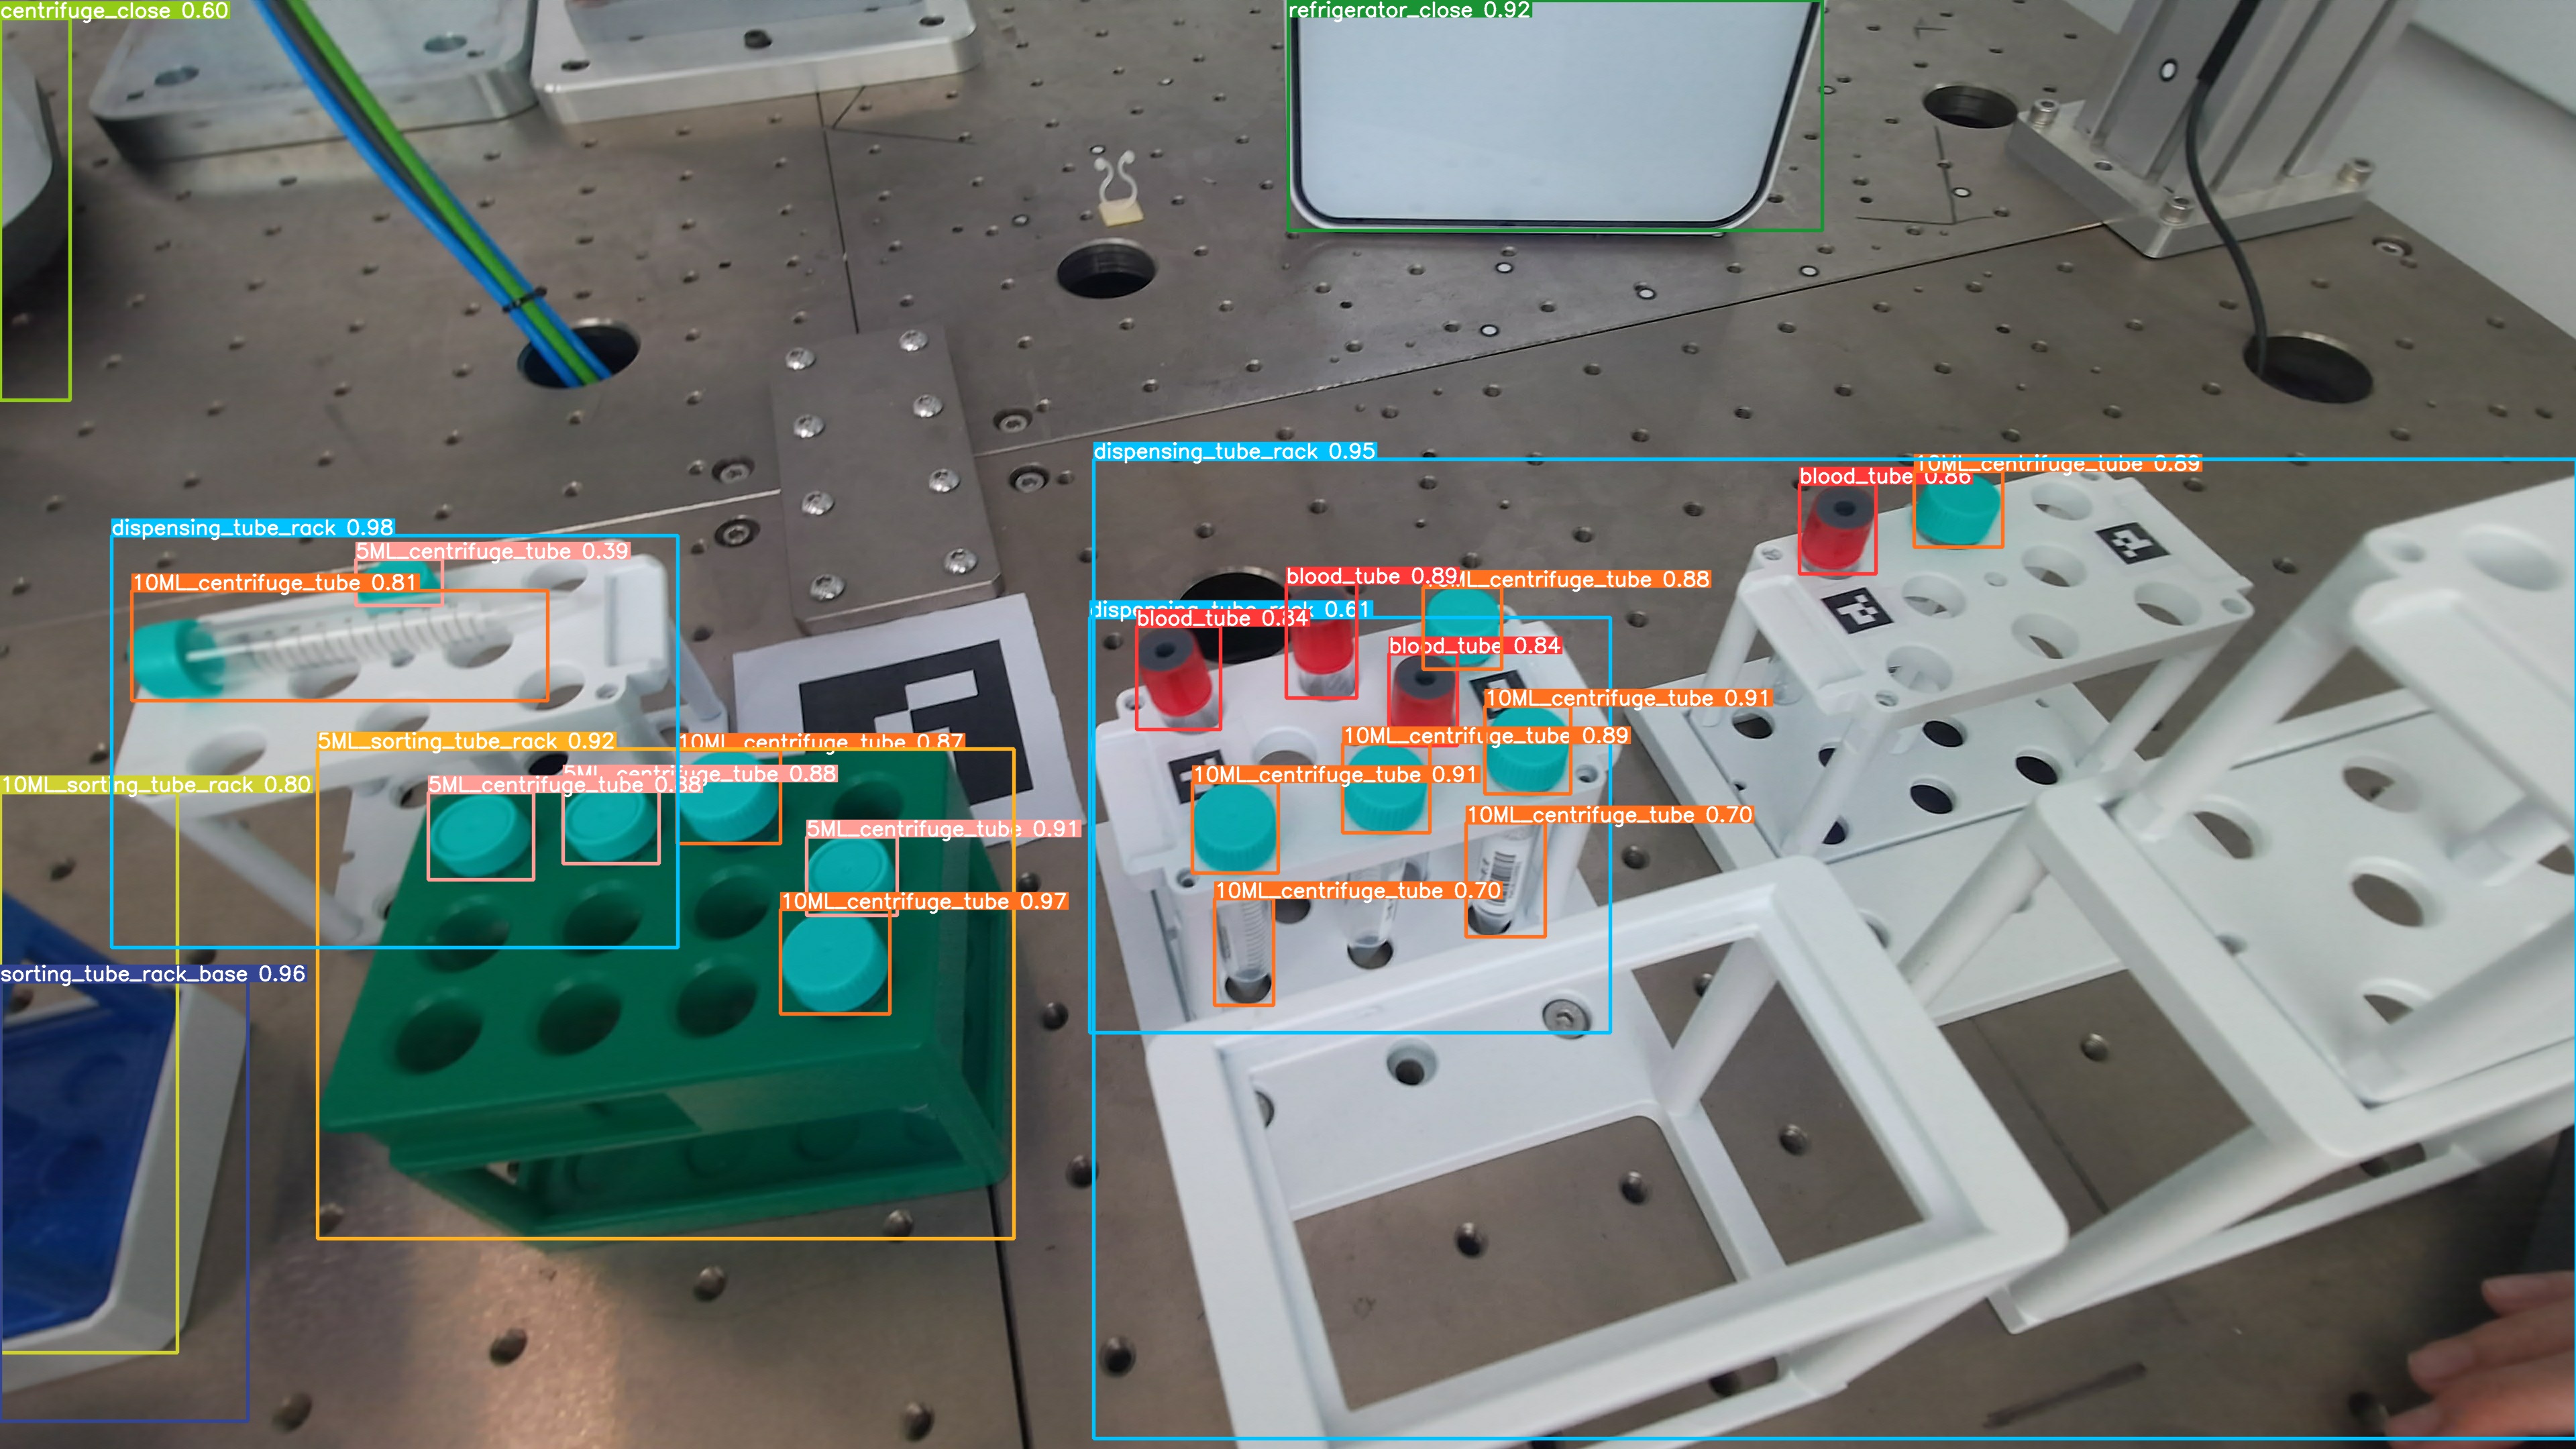 centrifuge_close 0.60
refrigerator_close 0.92
dispensing_tube_rack 0.95
10ML_centrifuge_tube 0.89
blood_tube 0.86
dispensing_tube_rack 0.98
5ML_centrifuge_tube 0.39
10ML_centrifuge_tube 0.81
blood_tube 0.89
10ML_centrifuge_tube 0.88
dispensing_tube_rack 0.61
blood_tube 0.84
blood_tube 0.84
10ML_centrifuge_tube 0.91
5ML_sorting_tube_rack 0.92
10ML_centrifuge_tube 0.87
10ML_centrifuge_tube 0.89
5ML_centrifuge_tube 0.88
10ML_centrifuge_tube 0.91
10ML_sorting_tube_rack 0.80
5ML_centrifuge_tube 0.88
10ML_centrifuge_tube 0.70
5ML_centrifuge_tube 0.91
10ML_centrifuge_tube 0.70
10ML_centrifuge_tube 0.97
sorting_tube_rack_base 0.96